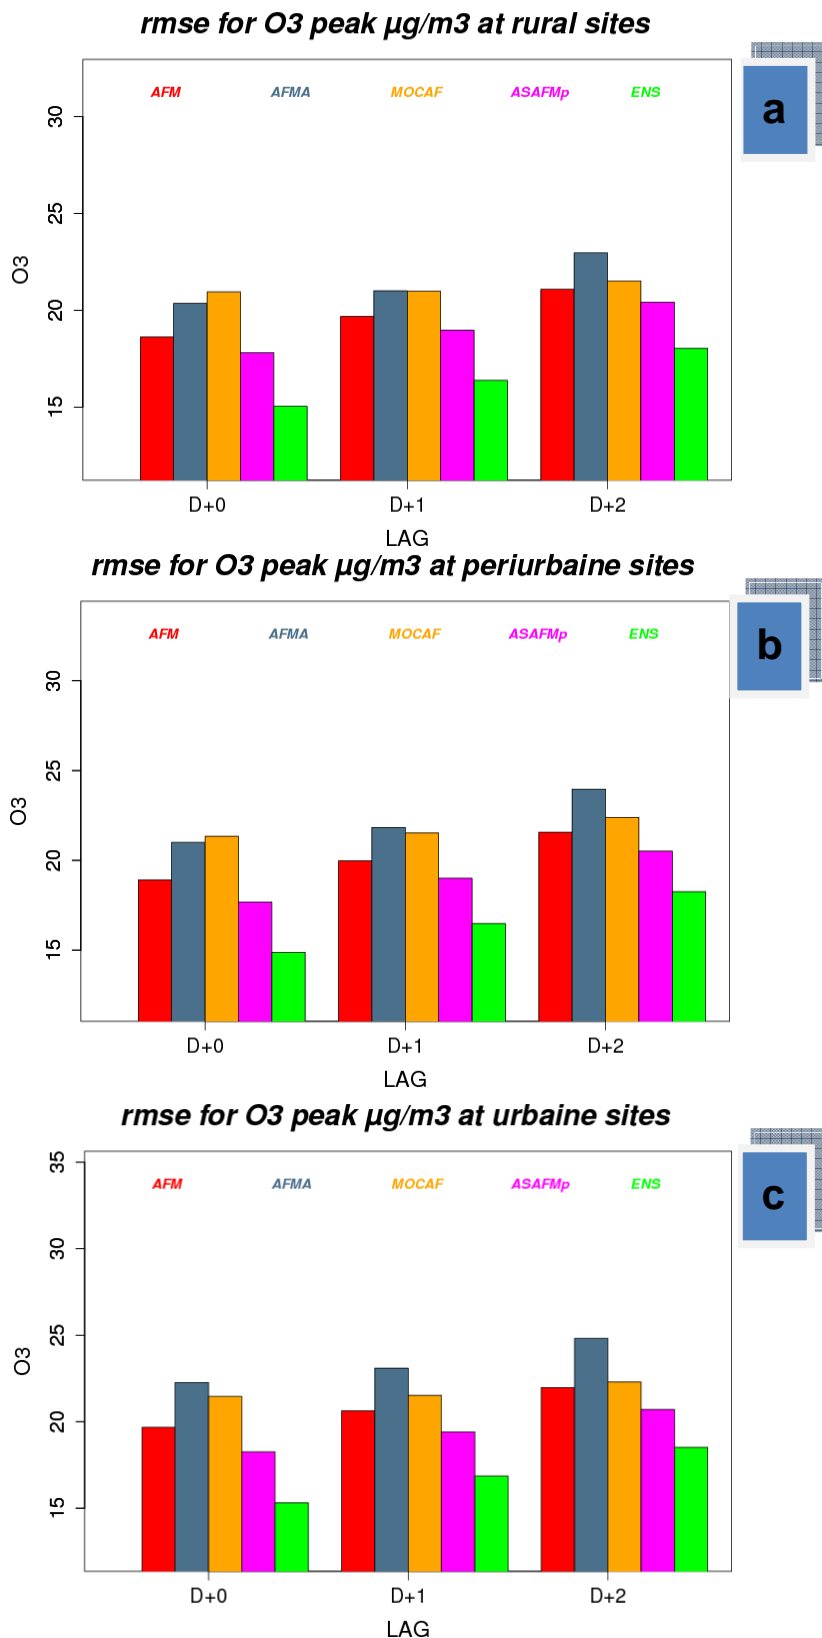 rmse for O3 peak µg/m3 at rural sites
AFM AFMA MOCAF ASAFMp ENS
a
30
25
20
15
O3
D+0 D+1 D+2
LAG
rmse for O3 peak µg/m3 at periurbaine sites
AFM AFMA MOCAF ASAFMp ENS
b
30
25
20
15
O3
D+0 D+1 D+2
LAG
rmse for O3 peak µg/m3 at urbaine sites
AFM AFMA MOCAF ASAFMp ENS
c
35
30
25
20
15
O3
D+0 D+1 D+2
LAG